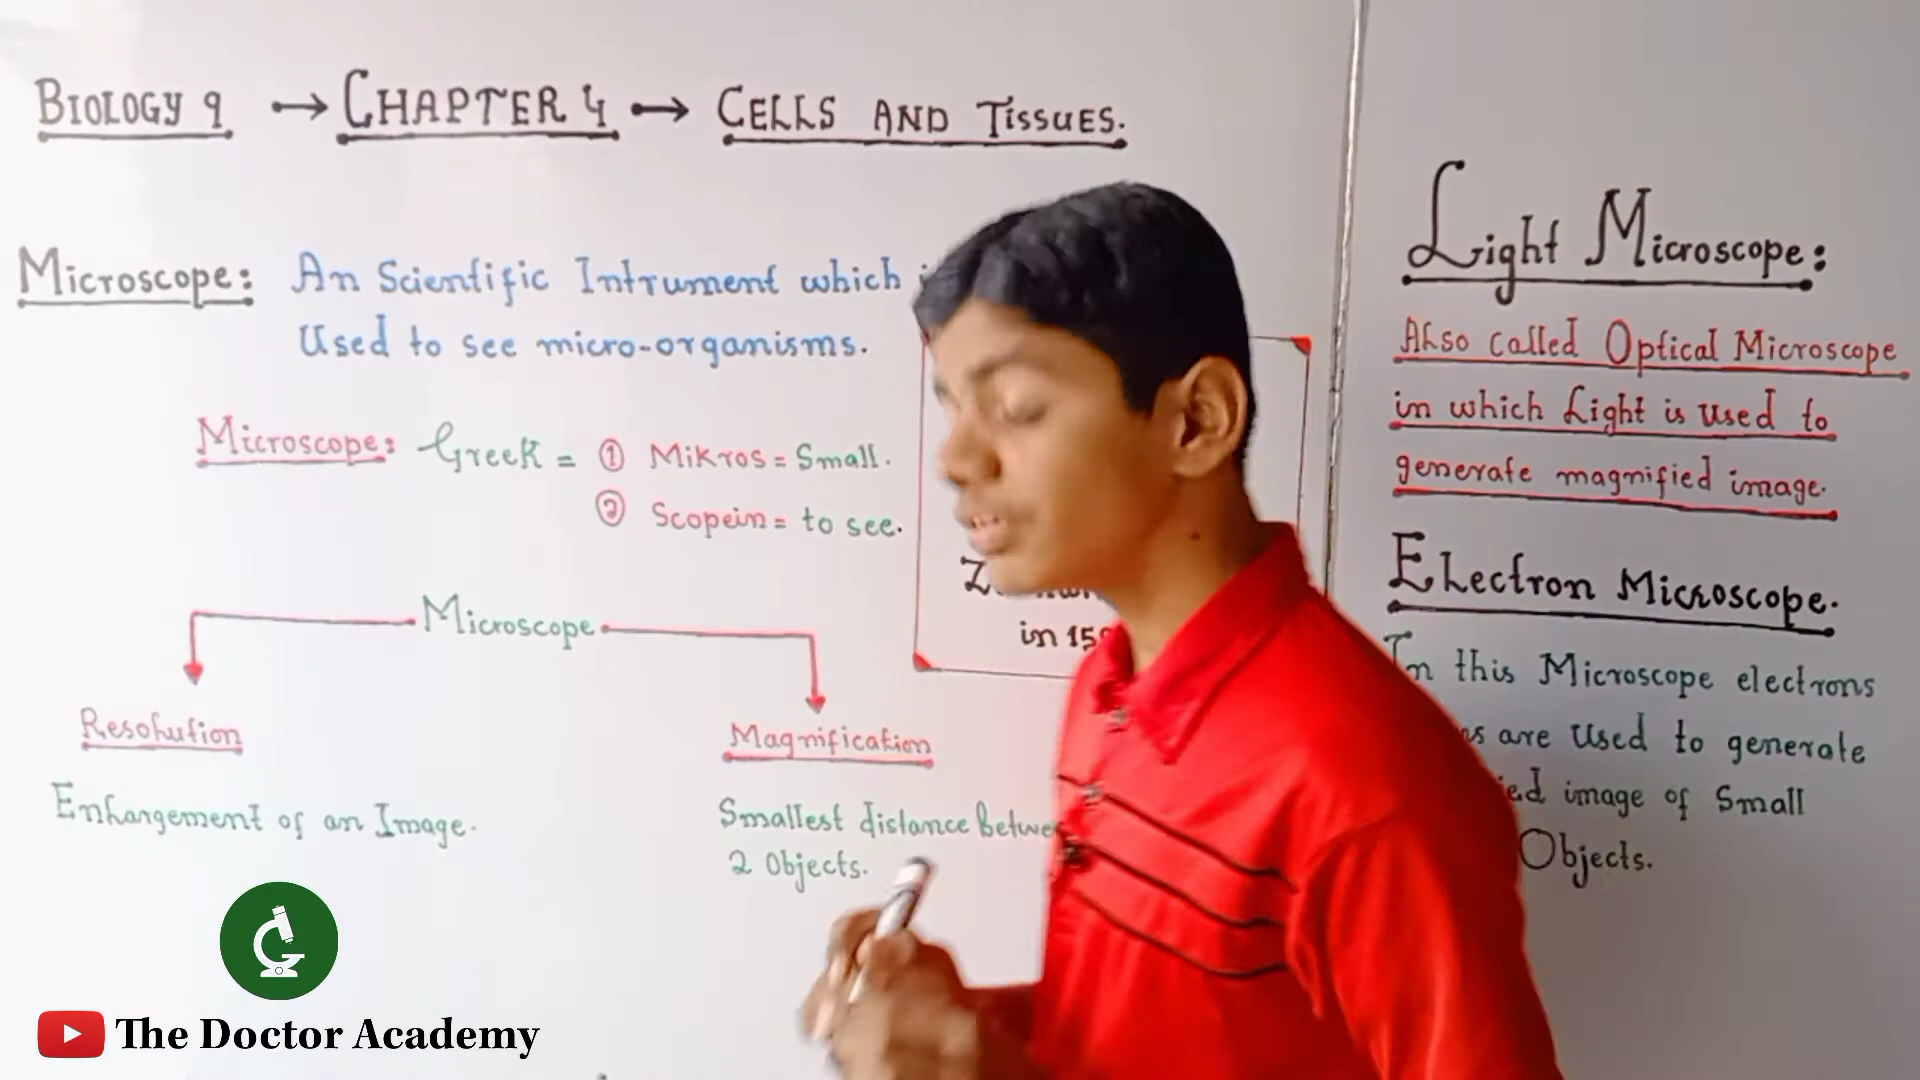 BIOLOGY 9 → CHAPTER 4 → CELLS AND TISSUES.
Microscope: An Scientific Intrument which
Used to see micro-organisms.
Microscope: Greek = ① Mikros = Small.
② Scopein = to see.
in
Microscope
Resolution
Enlargement of an Image.
Magnification
Smallest distance
2 Objects.
Light Microscope:
Also called Optical Microscope
in which Light is used to
generate magnified image.
Electron Microscope.
In this Microscope electrons
are used to generate
image of Small
Objects.
The Doctor Academy